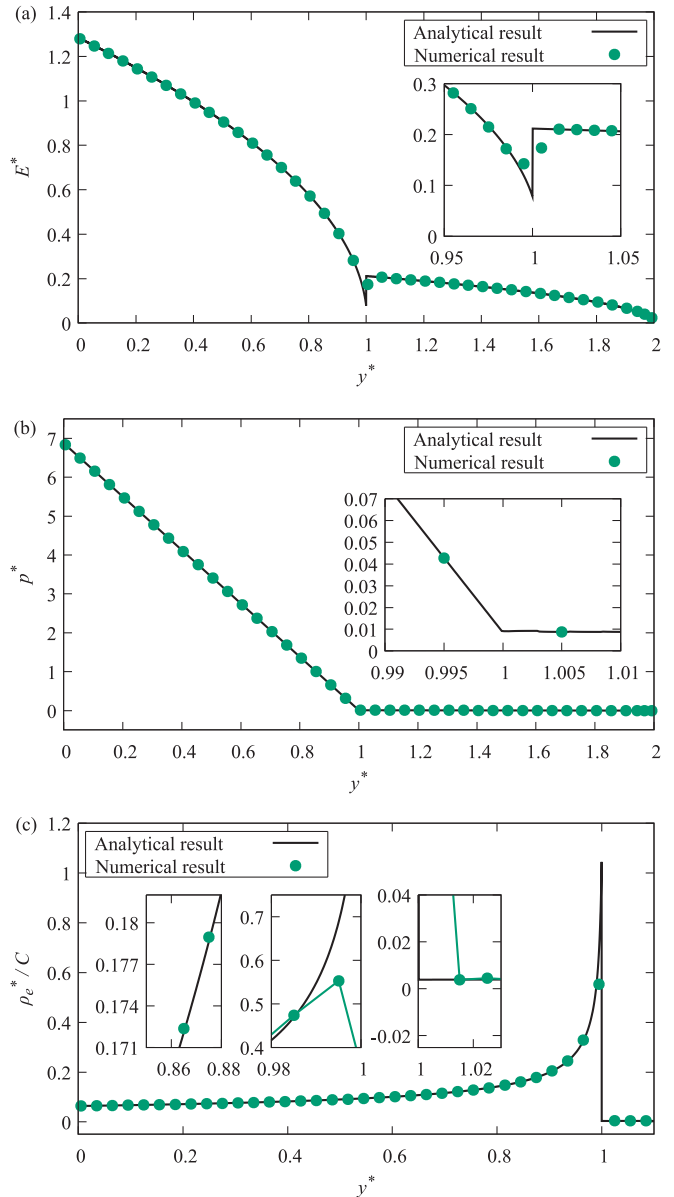 (a)
1.4
1.2
1
0.8
0.6
0.4
0.2
0
E*
Analytical result
Numerical result
0.3
0.2
0.1
0
0.95 1 1.05
0 0.2 0.4 0.6 0.8 1 1.2 1.4 1.6 1.8 2
y*
(b)
7
6
5
4
3
2
1
0
p*
Analytical result
Numerical result
0.07
0.06
0.05
0.04
0.03
0.02
0.01
0
0.99 0.995 1 1.005 1.01
0 0.2 0.4 0.6 0.8 1 1.2 1.4 1.6 1.8 2
y*
(c)
1.2
1
0.8
0.6
0.4
0.2
0
ρe* / C
Analytical result
Numerical result
0.18
0.177
0.174
0.171
0.86 0.88
0.7
0.6
0.5
0.4
0.98 1
0.04
0.02
0
-0.02
1 1.02
0 0.2 0.4 0.6 0.8 1
y*